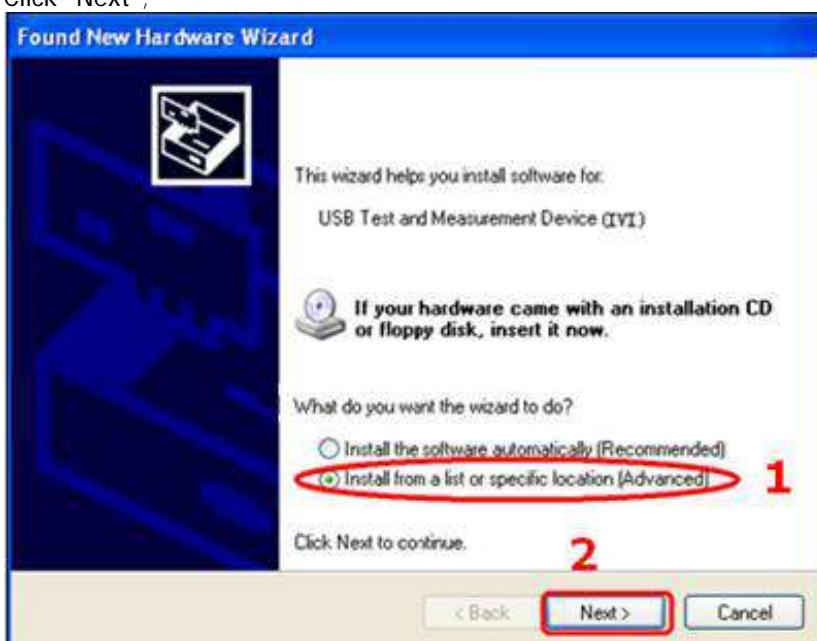 Click "Next",
Found New Hardware Wizard
This wizard helps you install software for:
USB Test and Measurement Device (IVI)
If your hardware came with an installation CD
or floppy disk, insert it now.
What do you want the wizard to do?
Install the software automatically (Recommended)
Install from a list or specific location (Advanced)
1
Click Next to continue.
2
< Back Next > Cancel